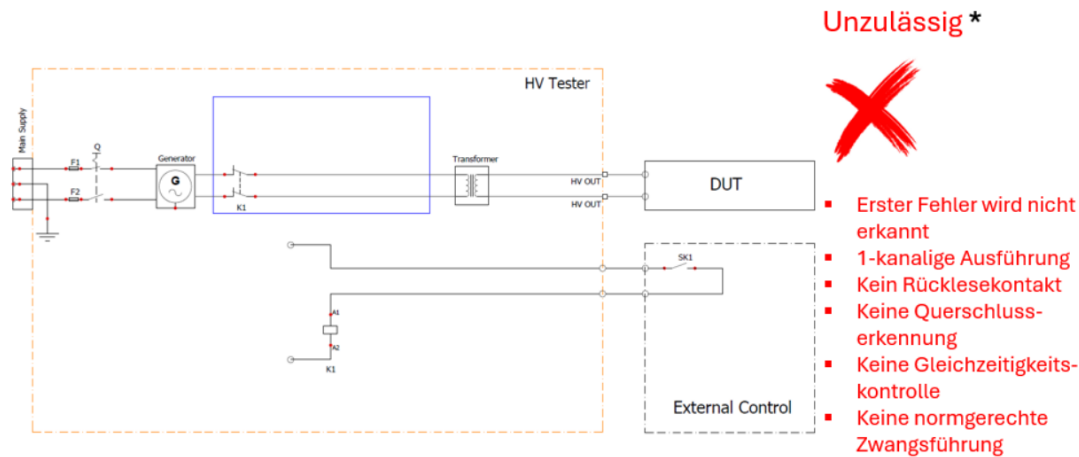 Unzulässig *
HV Tester
Main Supply
F1
Q
F2
Generator
G
K1
Transformer
HV OUT
HV OUT
DUT
A1
A2
K1
SK1
External Control
▪ Erster Fehler wird nicht
erkannt
▪ 1-kanalige Ausführung
▪ Kein Rücklesekontakt
▪ Keine Querschluss-
erkennung
▪ Keine Gleichzeitigkeits-
kontrolle
▪ Keine normgerechte
Zwangsführung